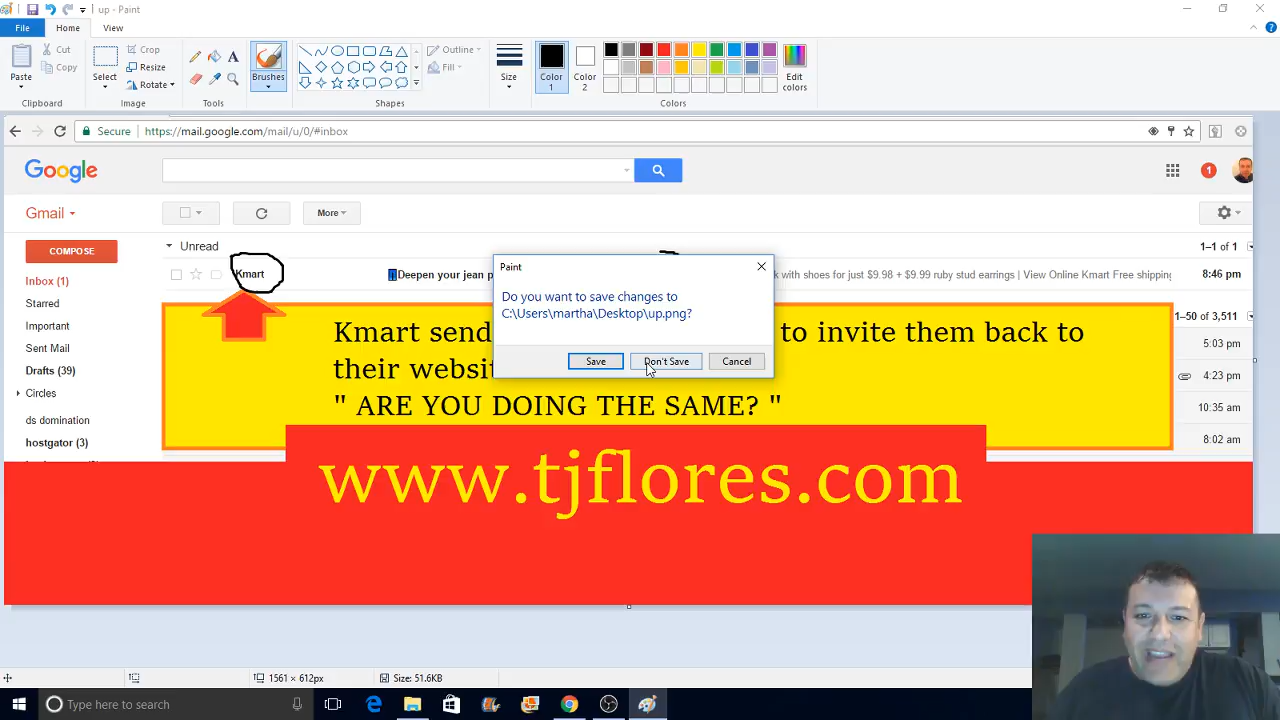 up - Paint
File Home View
Paste
Cut
Copy
Clipboard
Select
Crop
Resize
Rotate
Image
A
Tools
Brushes
Outline
Fill
Shapes
Size
Color 1
Color 2
Edit colors
Colors
Secure https://mail.google.com/mail/u/0/#inbox
Google
1
Gmail
More
COMPOSE
Unread
1–1 of 1
Kmart Deepen your jean p k with shoes for just $9.98 + $9.99 ruby stud earrings | View Online Kmart Free shipping 8:46 pm
Inbox (1)
Starred
Important
Sent Mail
Drafts (39)
Circles
ds domination
hostgator (3)
1–50 of 3,511
5:03 pm
4:23 pm
10:35 am
8:02 am
Kmart send to invite them back to
their websit
" ARE YOU DOING THE SAME? "
www.tjflores.com
Paint
Do you want to save changes to
C:\Users\martha\Desktop\up.png?
Save Don't Save Cancel
1561 × 612px
Size: 51.6KB
Type here to search